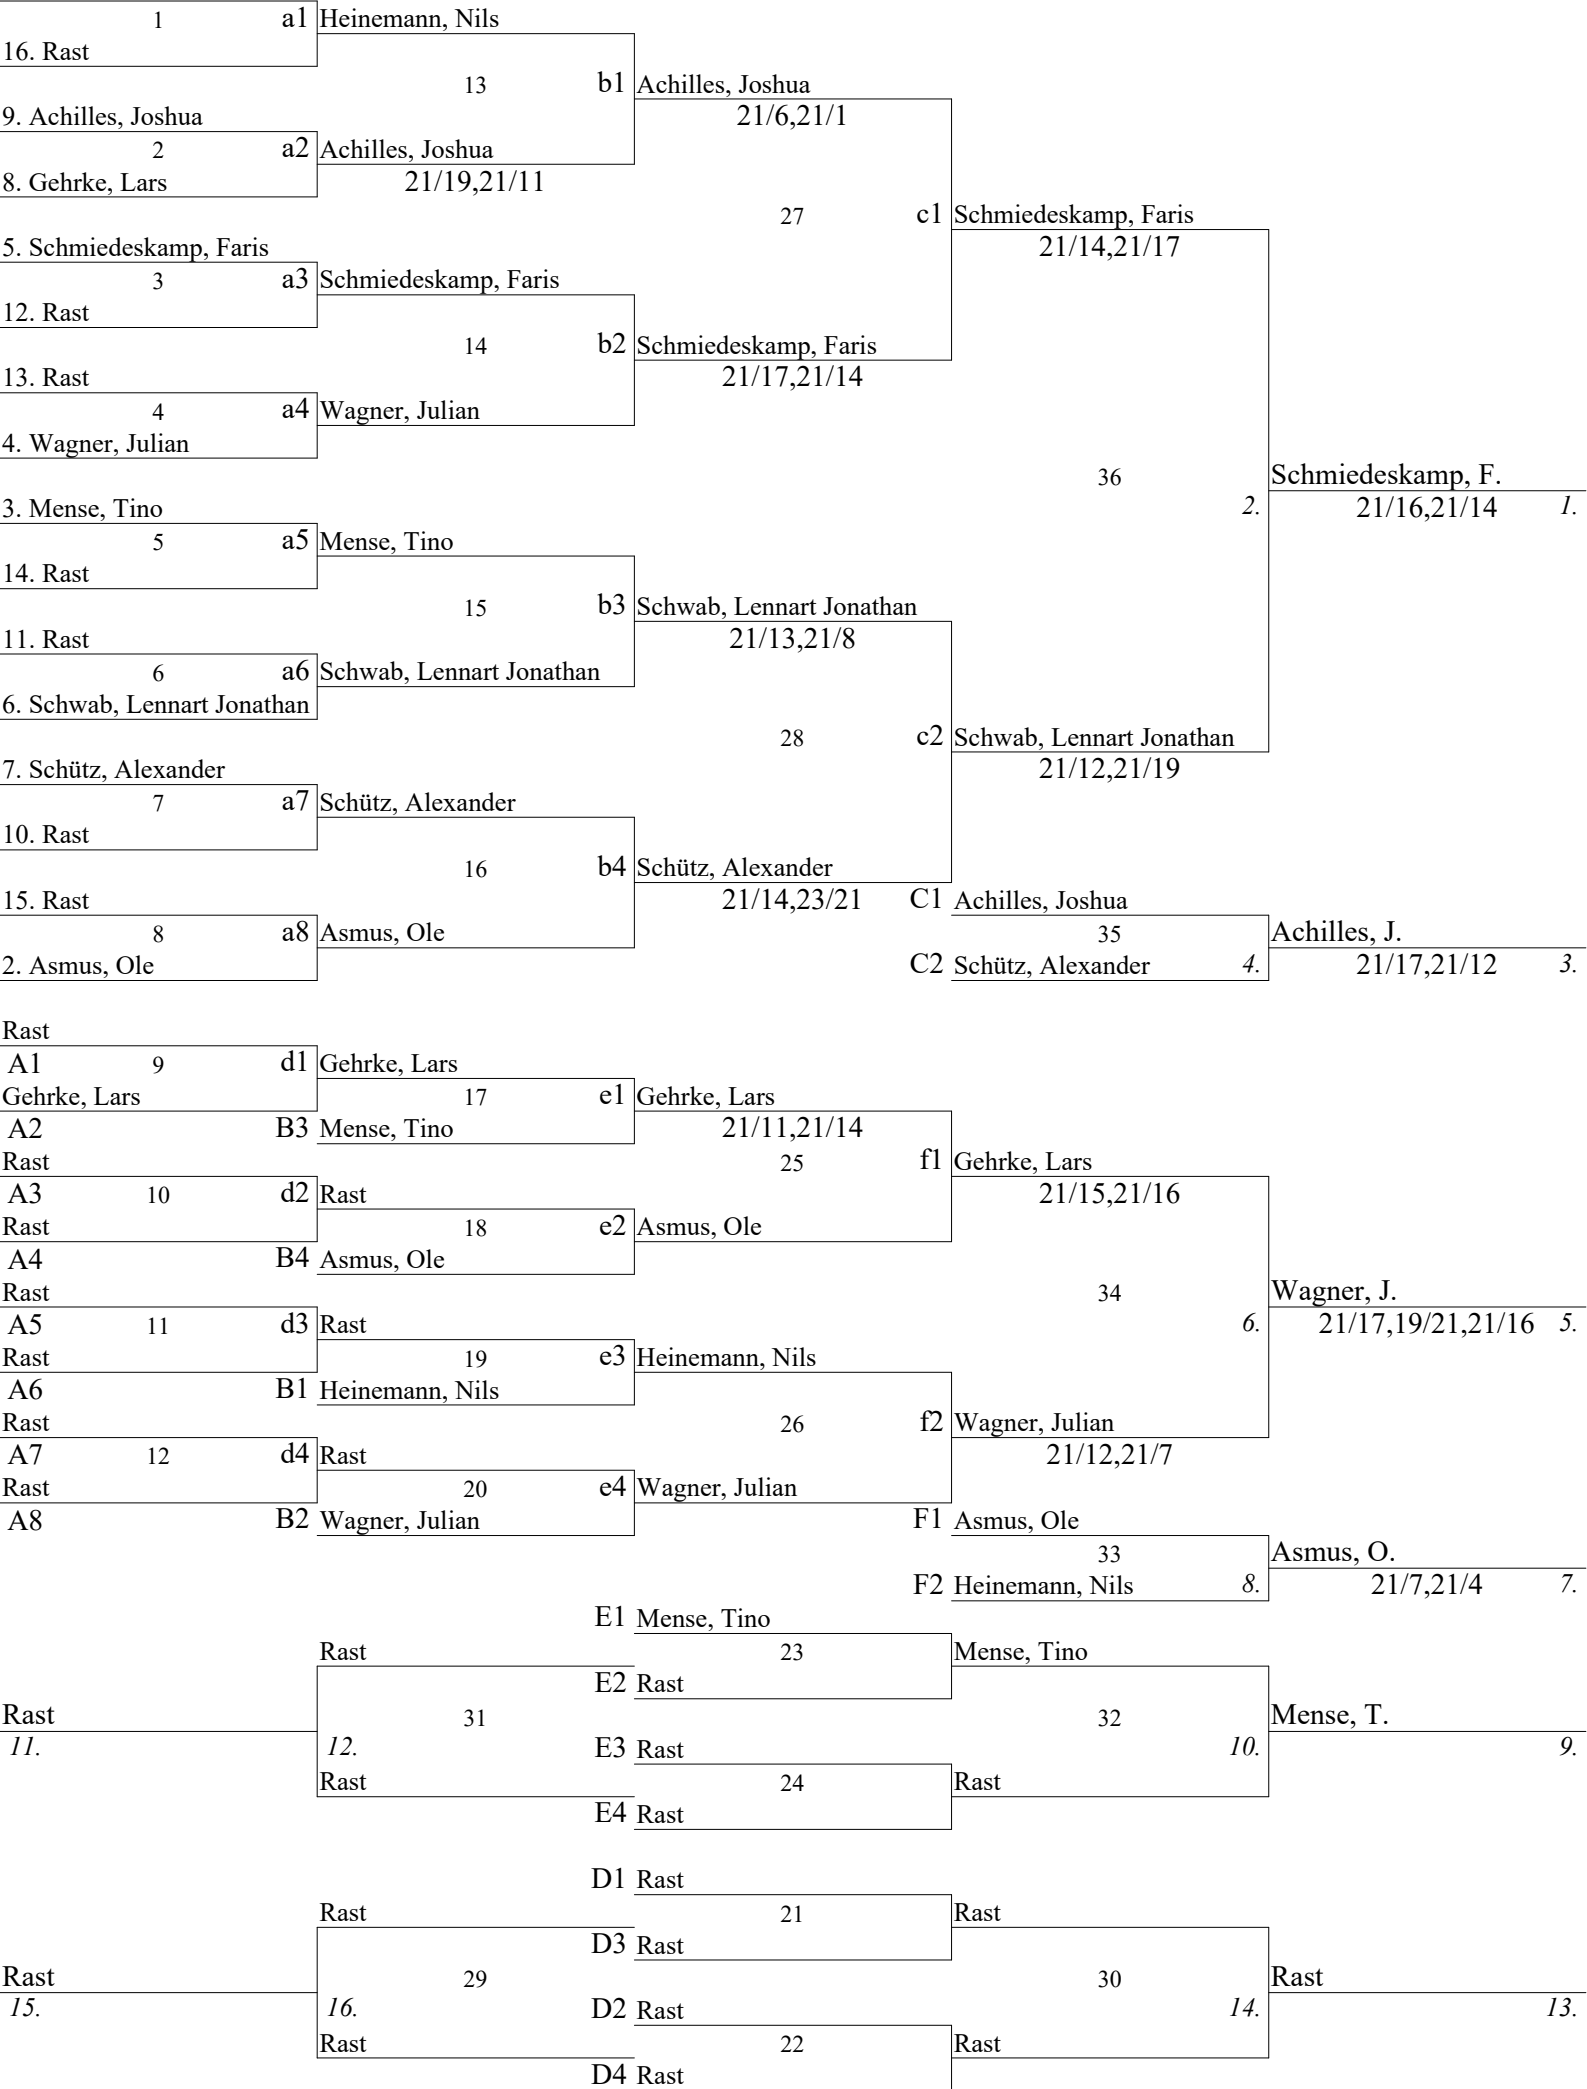 1 a1 Heinemann, Nils
16. Rast
13 b1 Achilles, Joshua
9. Achilles, Joshua 21/6,21/1
2 a2 Achilles, Joshua
8. Gehrke, Lars 21/19,21/11
27 c1 Schmiedeskamp, Faris
5. Schmiedeskamp, Faris 21/14,21/17
3 a3 Schmiedeskamp, Faris
12. Rast
14 b2 Schmiedeskamp, Faris
13. Rast 21/17,21/14
4 a4 Wagner, Julian
4. Wagner, Julian
36 Schmiedeskamp, F.
3. Mense, Tino 2. 21/16,21/14 1.
5 a5 Mense, Tino
14. Rast
15 b3 Schwab, Lennart Jonathan
11. Rast 21/13,21/8
6 a6 Schwab, Lennart Jonathan
6. Schwab, Lennart Jonathan
28 c2 Schwab, Lennart Jonathan
7. Schütz, Alexander 21/12,21/19
7 a7 Schütz, Alexander
10. Rast
16 b4 Schütz, Alexander
15. Rast 21/14,23/21 C1 Achilles, Joshua
8 a8 Asmus, Ole 35 Achilles, J.
2. Asmus, Ole C2 Schütz, Alexander 4. 21/17,21/12 3.
Rast
A1 9 d1 Gehrke, Lars
Gehrke, Lars 17 e1 Gehrke, Lars
A2 B3 Mense, Tino 21/11,21/14
Rast 25 f1 Gehrke, Lars
A3 10 d2 Rast 21/15,21/16
Rast 18 e2 Asmus, Ole
A4 B4 Asmus, Ole
Rast 34 Wagner, J.
A5 11 d3 Rast 6. 21/17,19/21,21/16 5.
Rast 19 e3 Heinemann, Nils
A6 B1 Heinemann, Nils
Rast 26 f2 Wagner, Julian
A7 12 d4 Rast 21/12,21/7
Rast 20 e4 Wagner, Julian
A8 B2 Wagner, Julian F1 Asmus, Ole
33 Asmus, O.
F2 Heinemann, Nils 8. 21/7,21/4 7.
E1 Mense, Tino
Rast 23 Mense, Tino
E2 Rast
Rast 31 32 Mense, T.
11. 12. E3 Rast 10. 9.
Rast 24 Rast
E4 Rast
D1 Rast
Rast 21 Rast
D3 Rast
Rast 29 30 Rast
15. 16. D2 Rast 14. 13.
Rast 22 Rast
D4 Rast